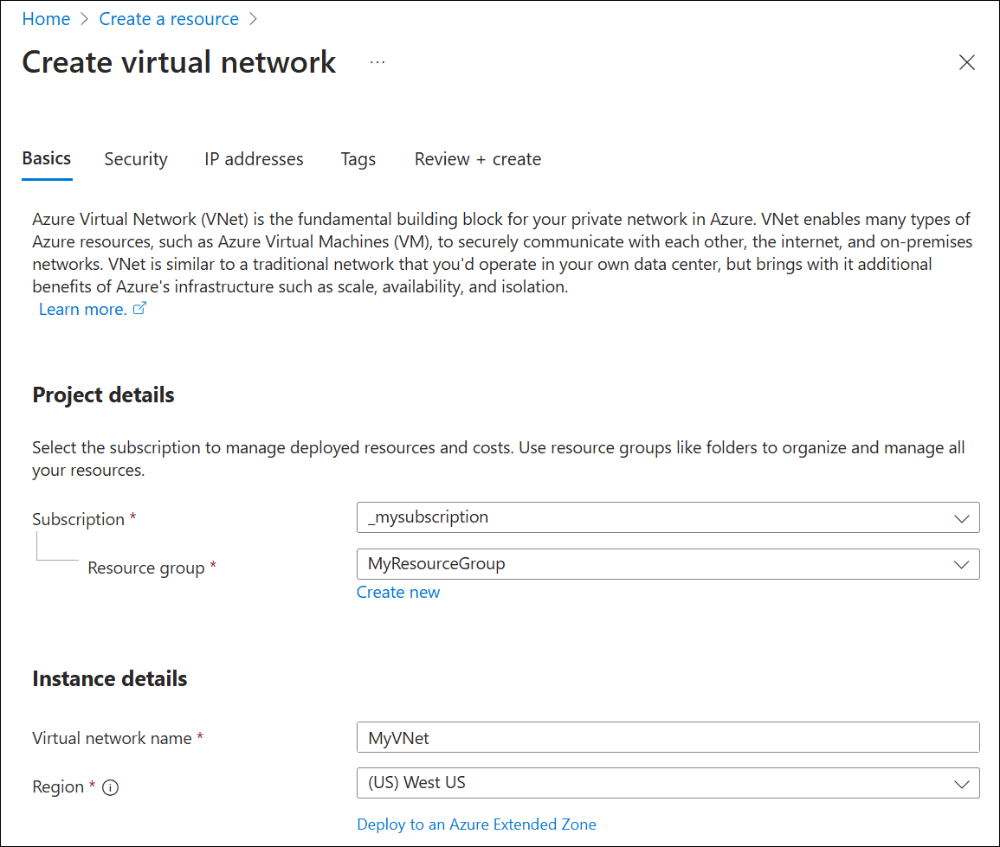 Home > Create a resource >
Create virtual network ...
Basics Security IP addresses Tags Review + create
Azure Virtual Network (VNet) is the fundamental building block for your private network in Azure. VNet enables many types of
Azure resources, such as Azure Virtual Machines (VM), to securely communicate with each other, the internet, and on-premises
networks. VNet is similar to a traditional network that you'd operate in your own data center, but brings with it additional
benefits of Azure's infrastructure such as scale, availability, and isolation.
Learn more.
Project details
Select the subscription to manage deployed resources and costs. Use resource groups like folders to organize and manage all
your resources.
Subscription * _mysubscription
Resource group * MyResourceGroup
Create new
Instance details
Virtual network name * MyVNet
Region * (US) West US
Deploy to an Azure Extended Zone